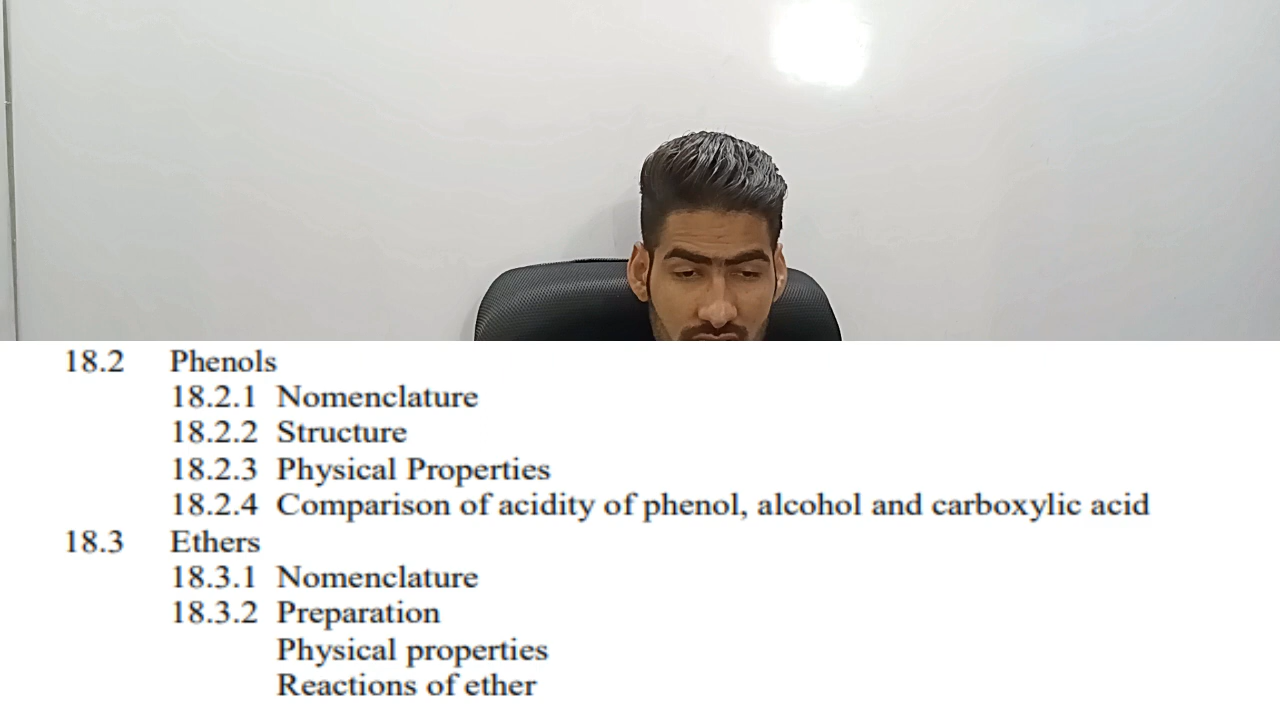 18.2 Phenols
18.2.1 Nomenclature
18.2.2 Structure
18.2.3 Physical Properties
18.2.4 Comparison of acidity of phenol, alcohol and carboxylic acid
18.3 Ethers
18.3.1 Nomenclature
18.3.2 Preparation
Physical properties
Reactions of ether